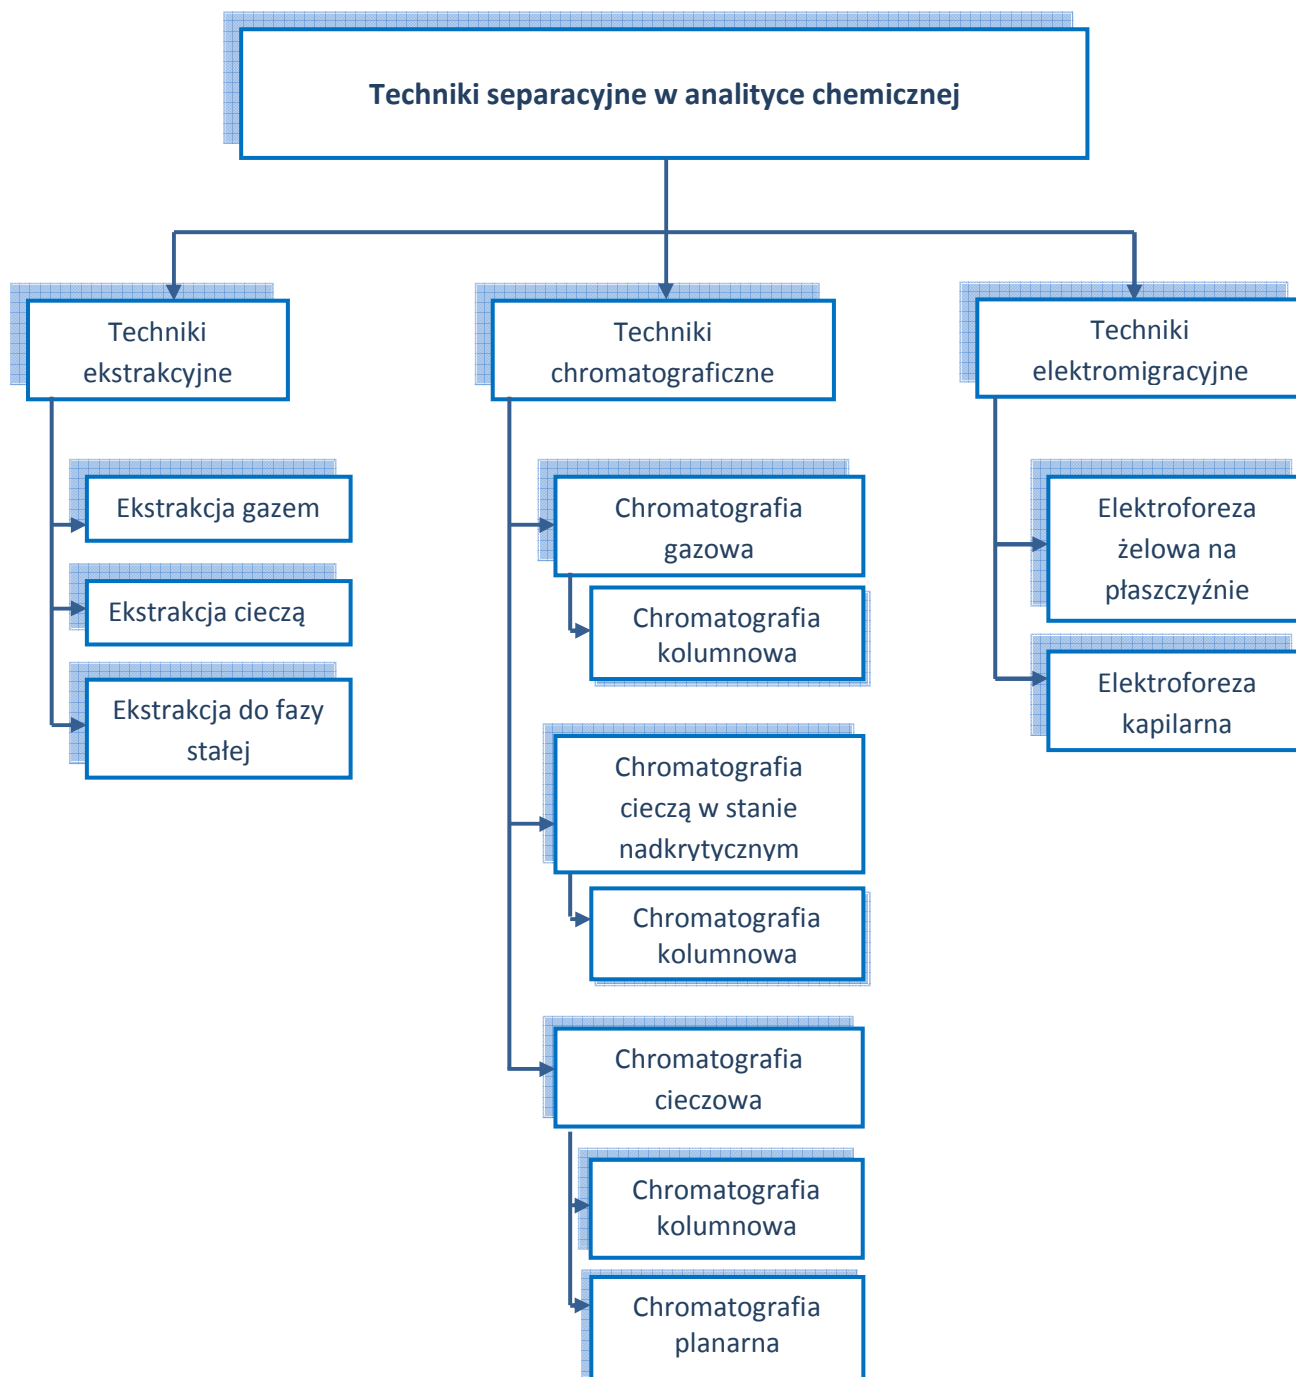 Techniki separacyjne w analityce chemicznej
Techniki
ekstrakcyjne
Ekstrakcja gazem
Ekstrakcja cieczą
Ekstrakcja do fazy
stałej
Techniki
chromatograficzne
Chromatografia
gazowa
Chromatografia
kolumnowa
Chromatografia
cieczą w stanie
nadkrytycznym
Chromatografia
kolumnowa
Chromatografia
cieczowa
Chromatografia
kolumnowa
Chromatografia
planarna
Techniki
elektromigracyjne
Elektroforeza
żelowa na
płaszczyźnie
Elektroforeza
kapilarna